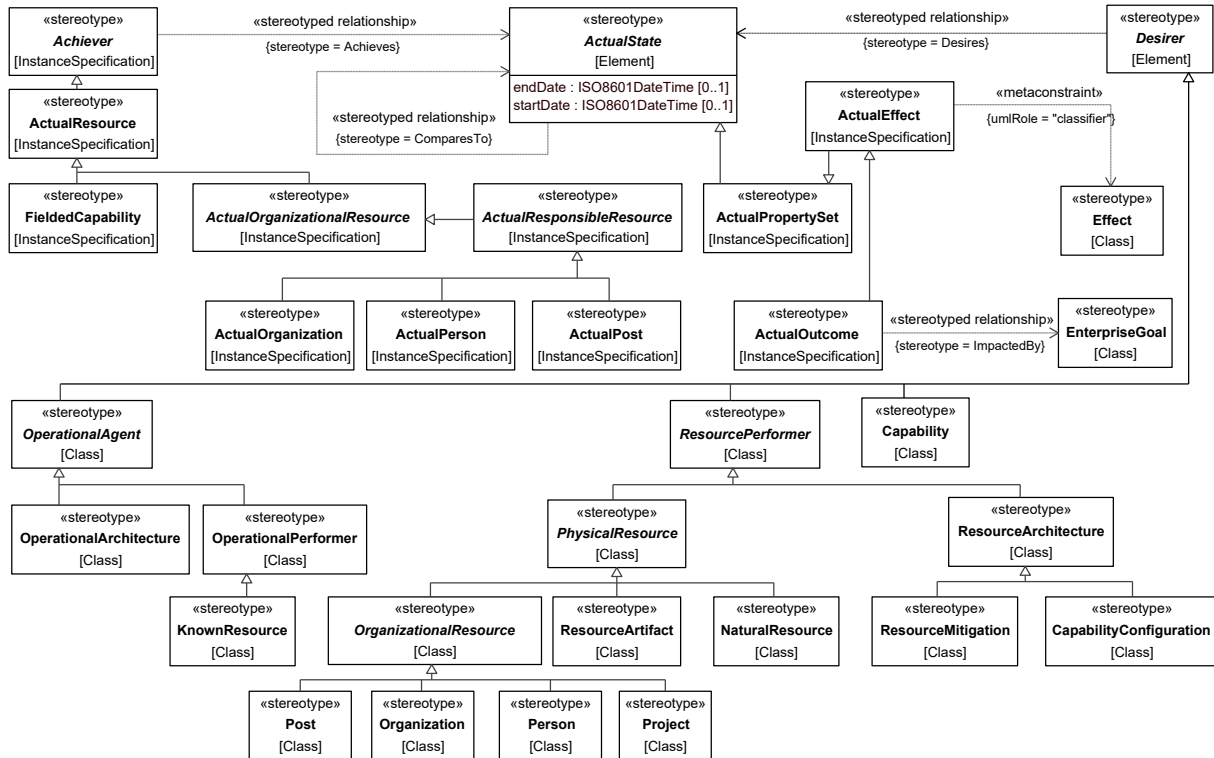 «stereotype»
Achiever
[InstanceSpecification]
«stereotyped relationship»
{stereotype = Achieves}
«stereotype»
ActualState
[Element]
endDate : ISO8601DateTime [0..1]
startDate : ISO8601DateTime [0..1]
«stereotyped relationship»
{stereotype = Desires}
«stereotype»
Desirer
[Element]
«stereotyped relationship»
{stereotype = ComparesTo}
«stereotype»
ActualEffect
[InstanceSpecification]
«metaconstraint»
{umlRole = "classifier"}
«stereotype»
ActualResource
[InstanceSpecification]
«stereotype»
FieldedCapability
[InstanceSpecification]
«stereotype»
ActualOrganizationalResource
[InstanceSpecification]
«stereotype»
ActualResponsibleResource
[InstanceSpecification]
«stereotype»
ActualPropertySet
[InstanceSpecification]
«stereotype»
Effect
[Class]
«stereotype»
ActualOrganization
[InstanceSpecification]
«stereotype»
ActualPerson
[InstanceSpecification]
«stereotype»
ActualPost
[InstanceSpecification]
«stereotype»
ActualOutcome
[InstanceSpecification]
«stereotyped relationship»
{stereotype = ImpactedBy}
«stereotype»
EnterpriseGoal
[Class]
«stereotype»
OperationalAgent
[Class]
«stereotype»
ResourcePerformer
[Class]
«stereotype»
Capability
[Class]
«stereotype»
OperationalArchitecture
[Class]
«stereotype»
OperationalPerformer
[Class]
«stereotype»
PhysicalResource
[Class]
«stereotype»
ResourceArchitecture
[Class]
«stereotype»
KnownResource
[Class]
«stereotype»
OrganizationalResource
[Class]
«stereotype»
ResourceArtifact
[Class]
«stereotype»
NaturalResource
[Class]
«stereotype»
ResourceMitigation
[Class]
«stereotype»
CapabilityConfiguration
[Class]
«stereotype»
Post
[Class]
«stereotype»
Organization
[Class]
«stereotype»
Person
[Class]
«stereotype»
Project
[Class]